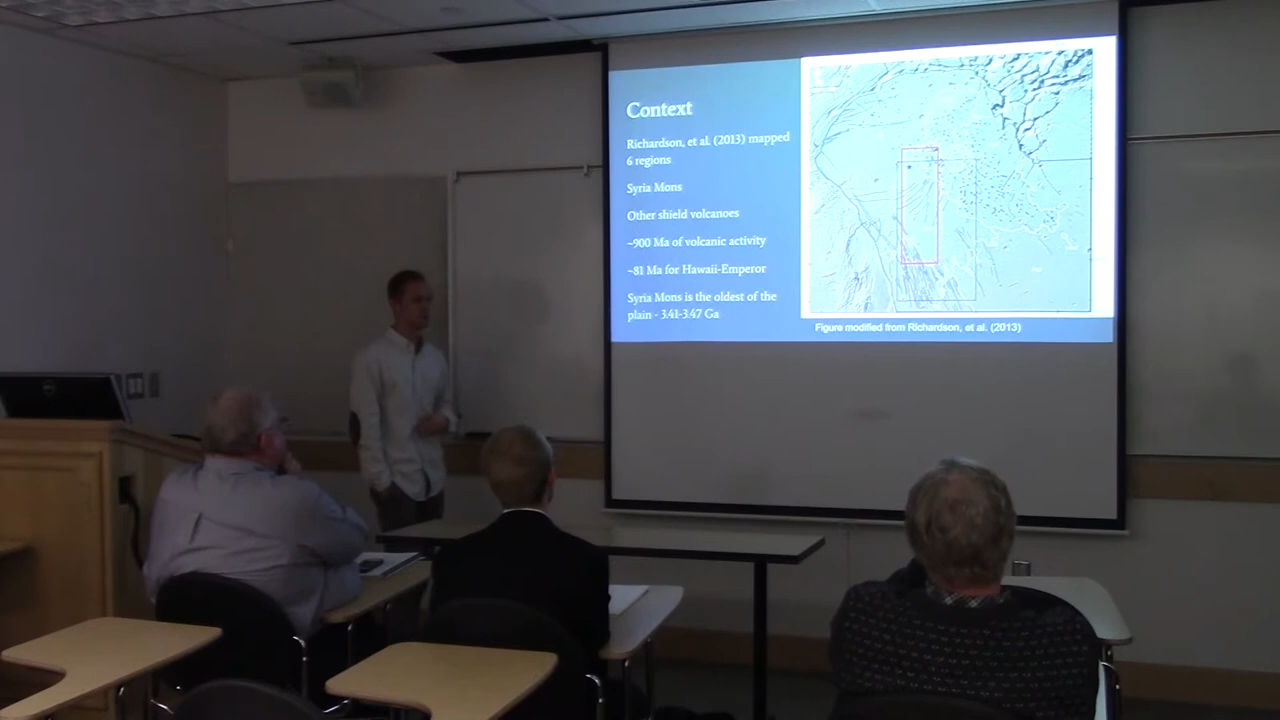 Context
Richardson, et al. (2013) mapped
6 regions
Syria Mons
Other shield volcanoes
~900 Ma of volcanic activity
~81 Ma for Hawaii-Emperor
Syria Mons is the oldest of the
plain - 3.41-3.47 Ga
Figure modified from Richardson, et al. (2013)